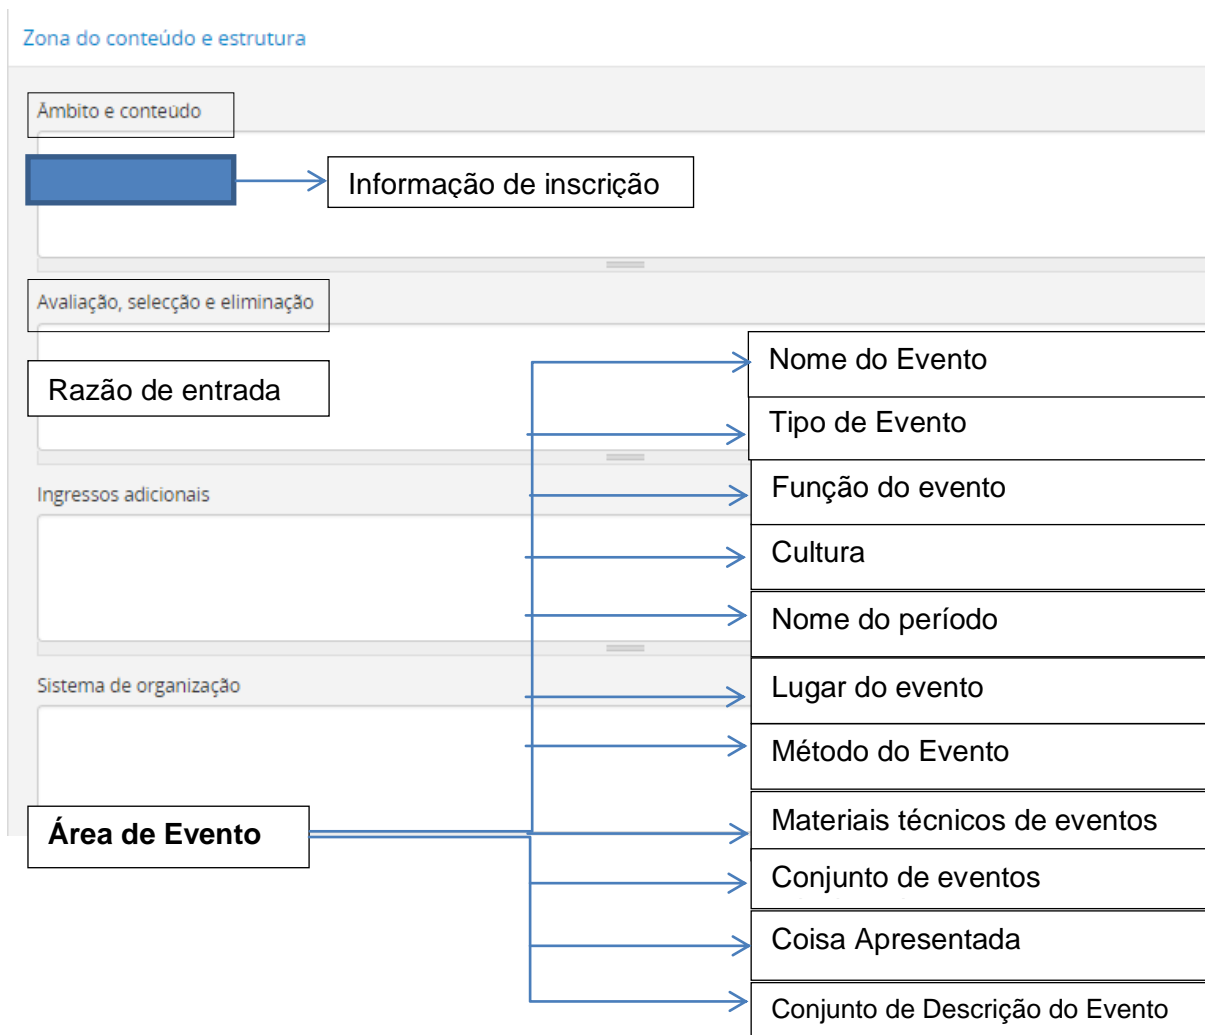 Zona do conteúdo e estrutura
Âmbito e conteúdo
Informação de inscrição
Avaliação, selecção e eliminação
Razão de entrada
Nome do Evento
Tipo de Evento
Função do evento
Ingressos adicionais
Cultura
Nome do período
Sistema de organização
Lugar do evento
Método do Evento
Área de Evento
Materiais técnicos de eventos
Conjunto de eventos
Coisa Apresentada
Conjunto de Descrição do Evento